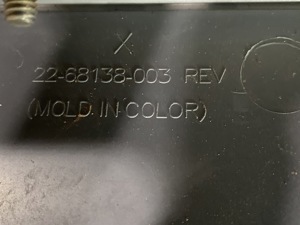 X
22-68138-003 REV
(MOLD IN COLOR)